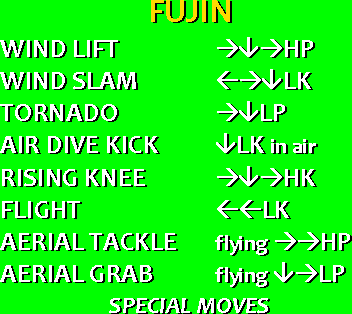 FUJIN
WIND LIFT →↓→HP
WIND SLAM ←→↓LK
TORNADO →↓LP
AIR DIVE KICK ↓LK in air
RISING KNEE →↓→HK
FLIGHT ←←LK
AERIAL TACKLE flying →→HP
AERIAL GRAB flying ↓→LP
SPECIAL MOVES